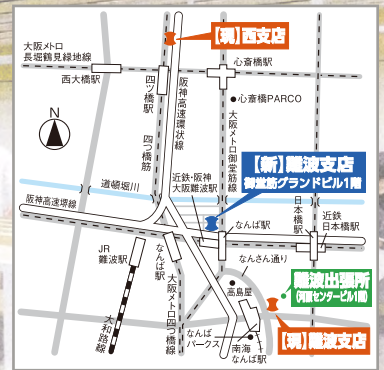 【現】西支店
大阪メトロ
長堀鶴見緑地線
西大橋駅
四ツ橋駅
阪神高速環状線
心斎橋駅
N
●心斎橋PARCO
四つ橋筋
大阪メトロ御堂筋線
【新】難波支店
御堂筋グランドビル1階
近鉄・阪神
大阪難波駅
道頓堀川
阪神高速堺線
日本橋駅
近鉄
日本橋駅
なんば駅
JR
難波駅
なんば駅
なんさん通り
高島屋
難波出張所
(河原センタービル1階)
大和路線
大阪メトロ四つ橋線
なんば
パークス
南海
なんば駅
【現】難波支店